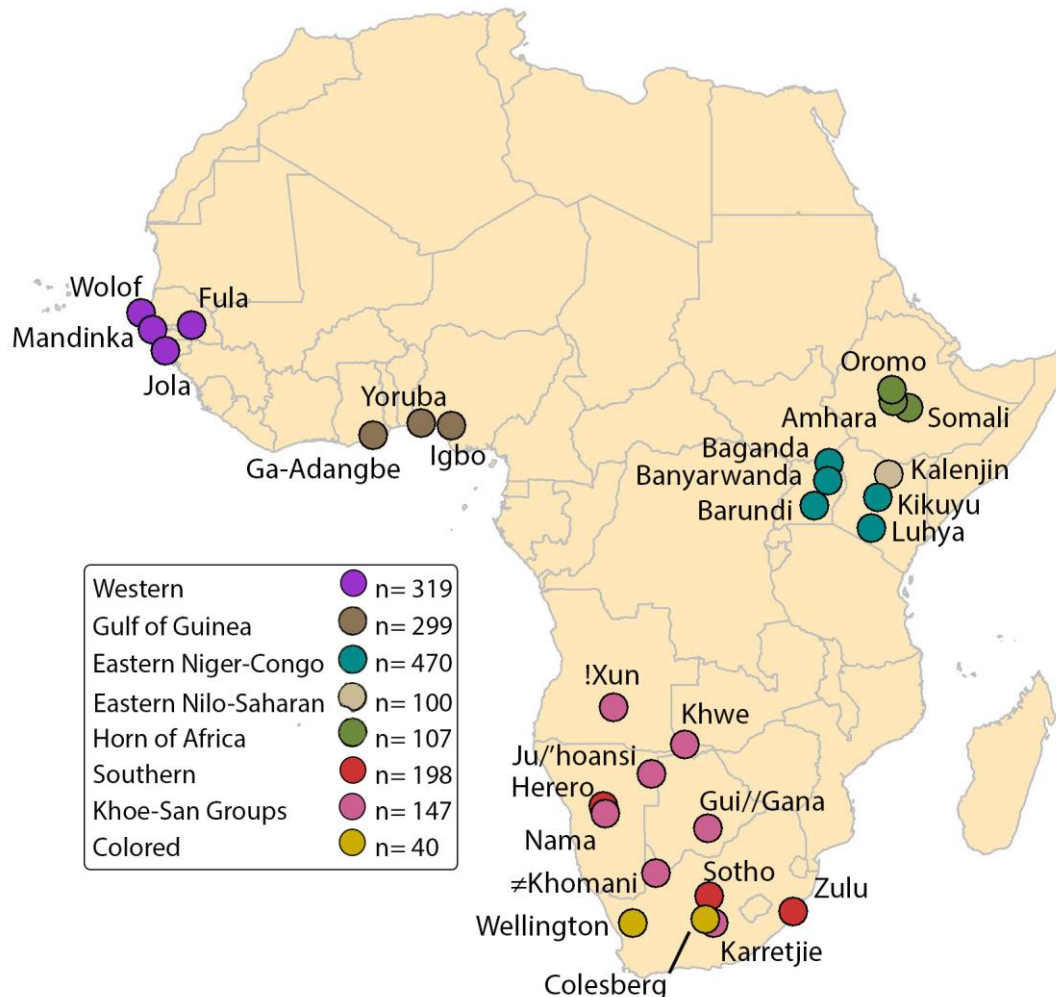 Wolof
Fula
Mandinka
Jola
Yoruba
Ga-Adangbe
Igbo
Oromo
Amhara
Somali
Baganda
Banyarwanda
Barundi
Kalenjin
Kikuyu
Luhya
Western n= 319
Gulf of Guinea n= 299
Eastern Niger-Congo n= 470
Eastern Nilo-Saharan n= 100
Horn of Africa n= 107
Southern n= 198
Khoe-San Groups n= 147
Colored n= 40
!Xun
Khwe
Ju/'hoansi
Herero
Gui//Gana
Nama
≠Khomani
Sotho
Zulu
Wellington
Karretjie
Colesberg